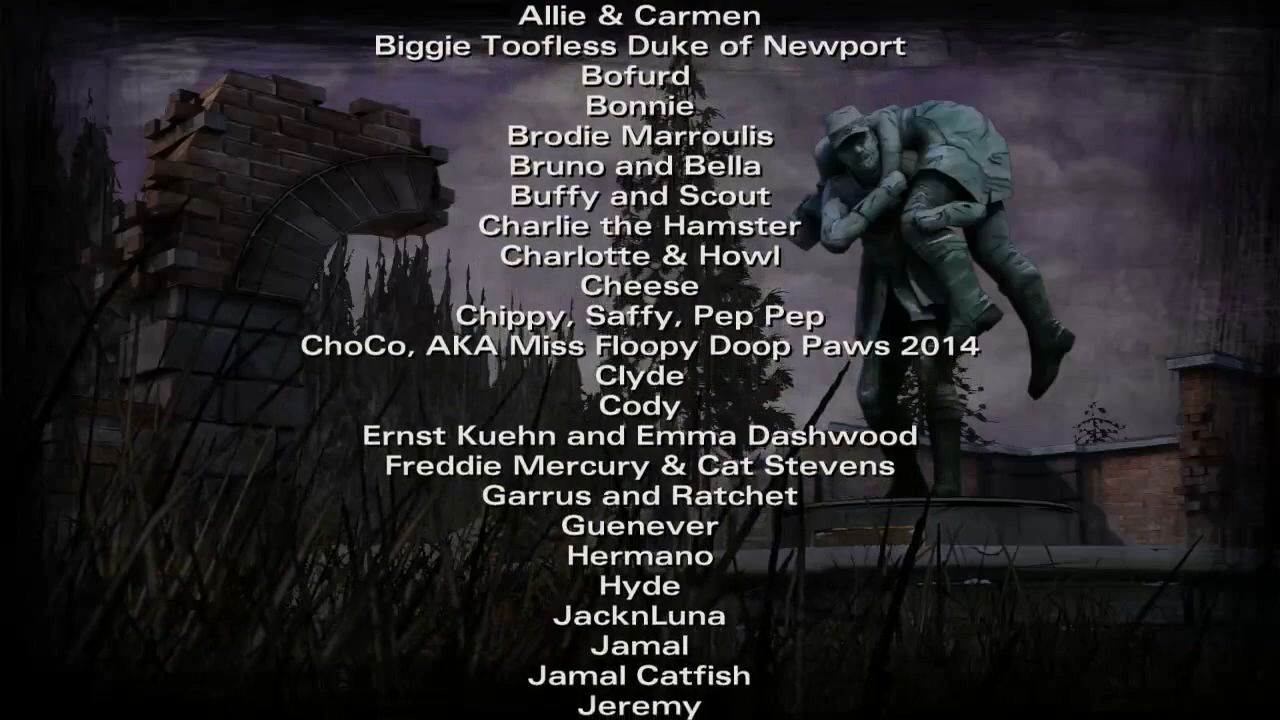 Allie & Carmen
Biggie Toofless Duke of Newport
Bofurd
Bonnie
Brodie Marroulis
Bruno and Bella
Buffy and Scout
Charlie the Hamster
Charlotte & Howl
Cheese
Chippy, Saffy, Pep Pep
ChoCo, AKA Miss Floopy Doop Paws 2014
Clyde
Cody
Ernst Kuehn and Emma Dashwood
Freddie Mercury & Cat Stevens
Garrus and Ratchet
Guenever
Hermano
Hyde
JacknLuna
Jamal
Jamal Catfish
Jeremy